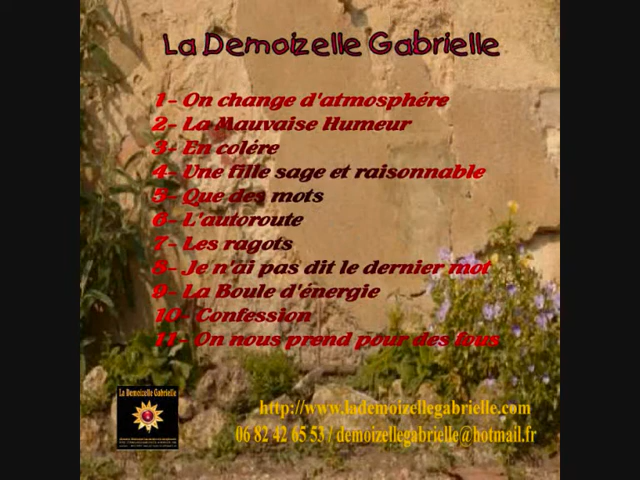 La Demoizelle Gabrielle
1- On change d'atmosphére
2- La Mauvaise Humeur
3- En colére
4- Une fille sage et raisonnable
5- Que des mots
6- L'autoroute
7- Les ragots
8- Je n'ai pas dit le dernier mot
9- La Boule d'énergie
10- Confession
11- On nous prend pour des fous
La Demoizelle Gabrielle
http://www.lademoizellegabrielle.com
06 82 42 65 53 / demoizellegabrielle@hotmail.fr